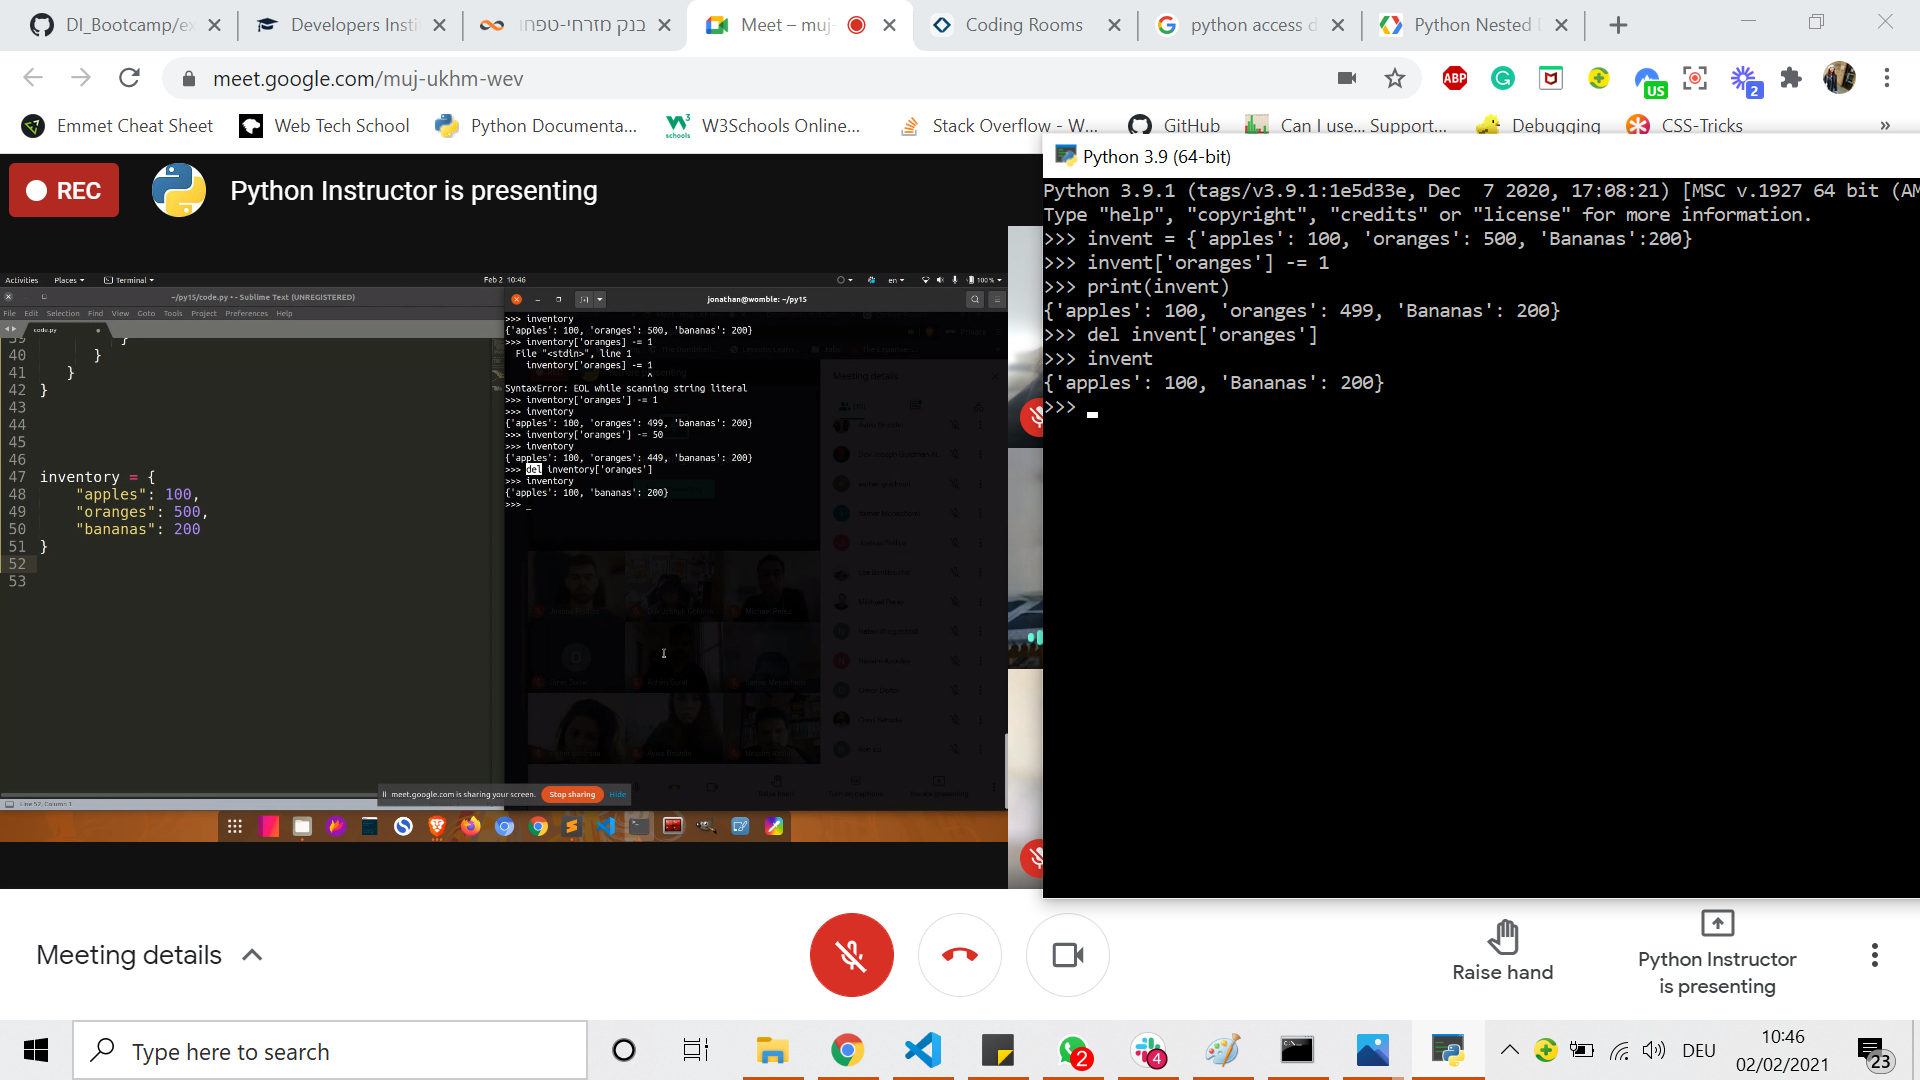 DI_Bootcamp/ex
Developers Insti
בנק מזרחי-טפחו
Meet – muj-
Coding Rooms
python access d
Python Nested D
meet.google.com/muj-ukhm-wev
ABP
US
2
Emmet Cheat Sheet
Web Tech School
Python Documenta...
W3Schools Online...
Stack Overflow - W...
GitHub
Can I use... Support...
Debugging
CSS-Tricks
»
REC
Python Instructor is presenting
Activities Places Terminal
Feb 2 10:46
en
100 %
~/py15/code.py • - Sublime Text (UNREGISTERED)
File Edit Selection Find View Goto Tools Project Preferences Help
code.py
39 }
40 }
41 }
42 }
43
44
45
46
47 inventory = {
48 "apples": 100,
49 "oranges": 500,
50 "bananas": 200
51 }
52
53
Line 52, Column 1
jonathan@womble: ~/py15
>>> inventory
{'apples': 100, 'oranges': 500, 'bananas': 200}
>>> inventory['oranges] -= 1
File "<stdin>", line 1
inventory['oranges] -= 1
^
SyntaxError: EOL while scanning string literal
>>> inventory['oranges'] -= 1
>>> inventory
{'apples': 100, 'oranges': 499, 'bananas': 200}
>>> inventory['oranges'] -= 50
>>> inventory
{'apples': 100, 'oranges': 449, 'bananas': 200}
>>> del inventory['oranges']
>>> inventory
{'apples': 100, 'bananas': 200}
>>> _
Meeting details
meet.google.com is sharing your screen.
Stop sharing
Hide
Python 3.9 (64-bit)
Python 3.9.1 (tags/v3.9.1:1e5d33e, Dec  7 2020, 17:08:21) [MSC v.1927 64 bit (AM
Type "help", "copyright", "credits" or "license" for more information.
>>> invent = {'apples': 100, 'oranges': 500, 'Bananas':200}
>>> invent['oranges'] -= 1
>>> print(invent)
{'apples': 100, 'oranges': 499, 'Bananas': 200}
>>> del invent['oranges']
>>> invent
{'apples': 100, 'Bananas': 200}
>>> _
Meeting details
Raise hand
Python Instructor
is presenting
Type here to search
2
4
DEU
10:46
02/02/2021
23